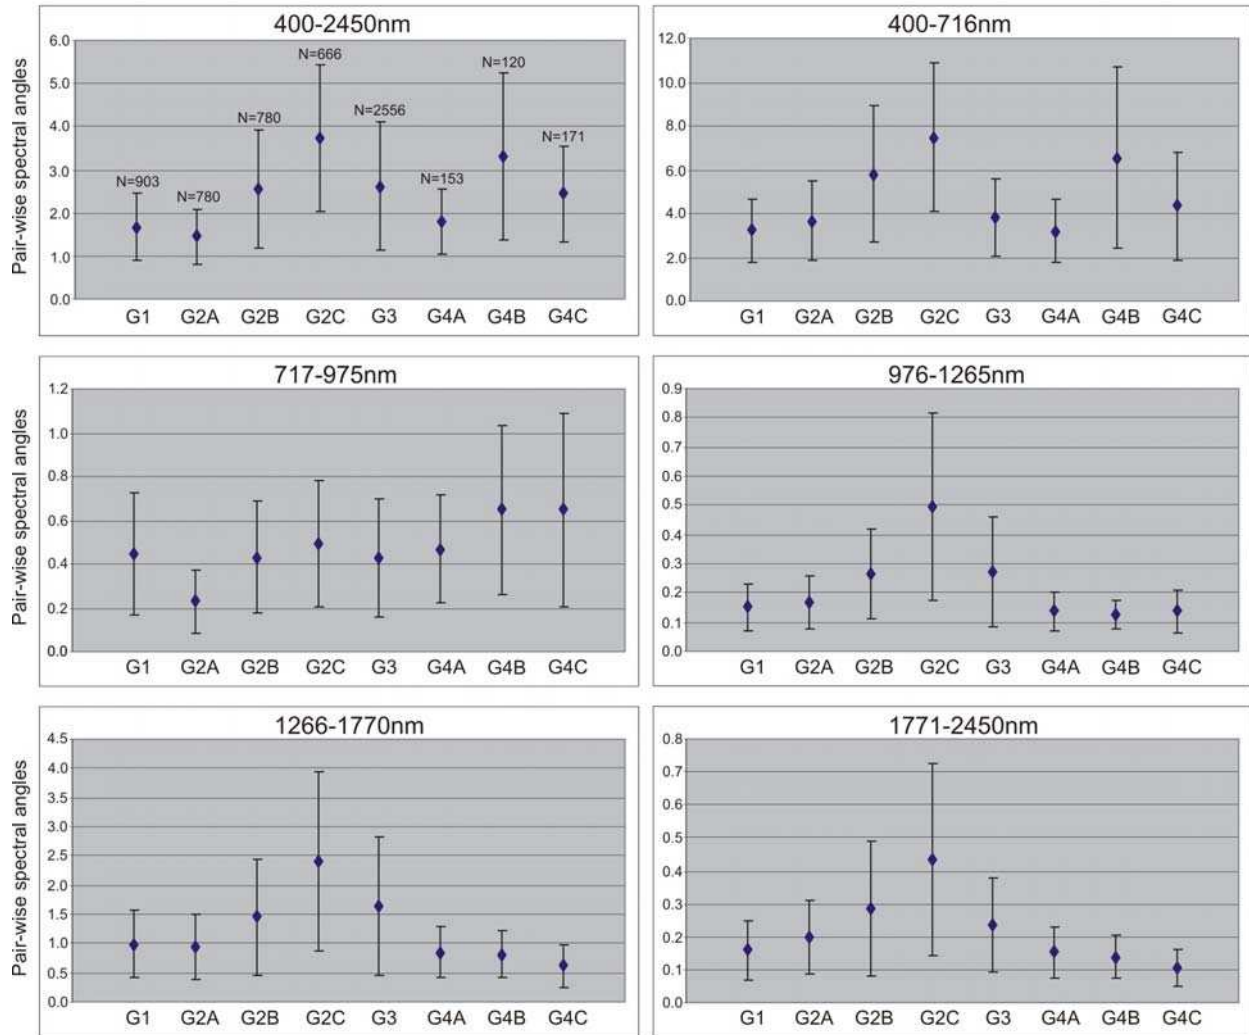 400-2450nm
Pair-wise spectral angles
6.0
5.0
4.0
3.0
2.0
1.0
0.0
N=903
N=780
N=780
N=666
N=2556
N=153
N=120
N=171
G1 G2A G2B G2C G3 G4A G4B G4C
400-716nm
12.0
10.0
8.0
6.0
4.0
2.0
0.0
G1 G2A G2B G2C G3 G4A G4B G4C
717-975nm
Pair-wise spectral angles
1.2
1.0
0.8
0.6
0.4
0.2
0.0
G1 G2A G2B G2C G3 G4A G4B G4C
976-1265nm
0.9
0.8
0.7
0.6
0.5
0.4
0.3
0.2
0.1
0.0
G1 G2A G2B G2C G3 G4A G4B G4C
1266-1770nm
Pair-wise spectral angles
4.5
4.0
3.5
3.0
2.5
2.0
1.5
1.0
0.5
0.0
G1 G2A G2B G2C G3 G4A G4B G4C
1771-2450nm
0.8
0.7
0.6
0.5
0.4
0.3
0.2
0.1
0.0
G1 G2A G2B G2C G3 G4A G4B G4C